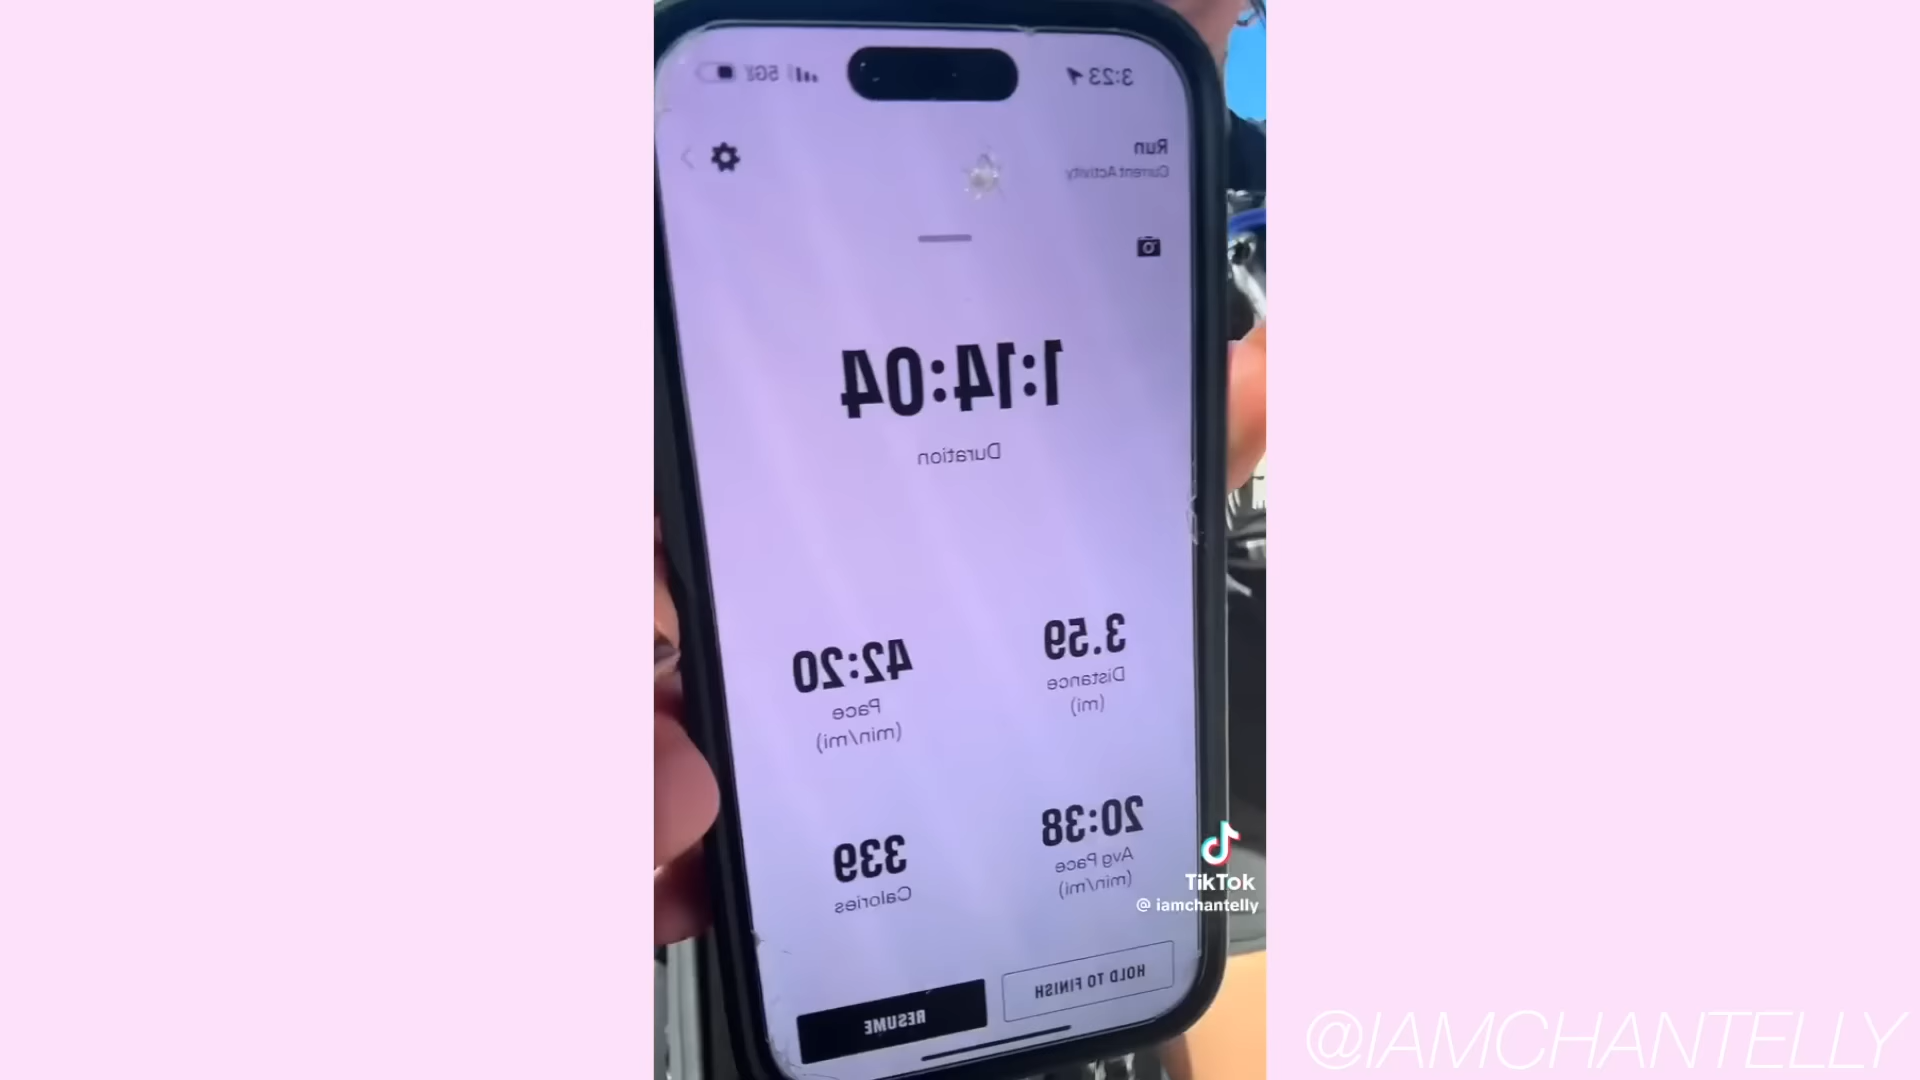 3:23
5G
Run
Current Activity
1:14:04
Duration
3.59
Distance
(mi)
42:20
Pace
(min/mi)
20:38
Avg Pace
(min/mi)
339
Calories
HOLD TO FINISH
RESUME
TikTok
@ iamchantelly
@IAMCHANTELLY